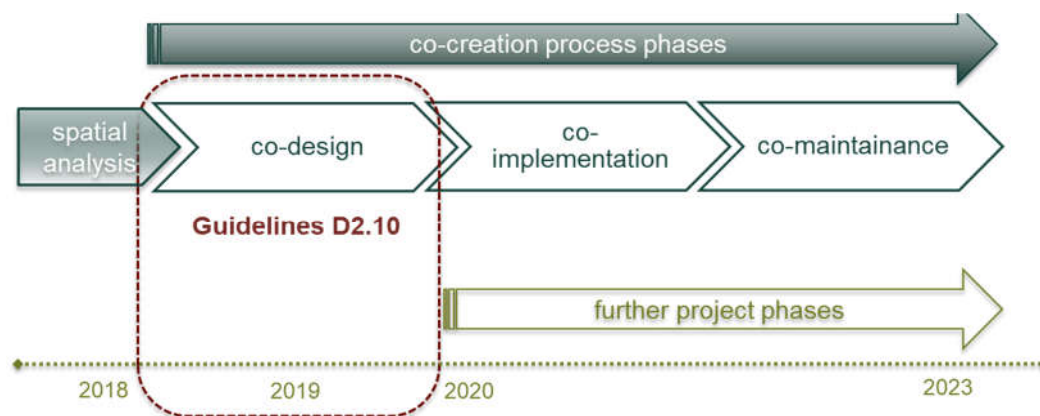 co-creation process phases
spatial
analysis
co-design
co-
implementation
co-maintainance
Guidelines D2.10
further project phases
2018
2019
2020
2023